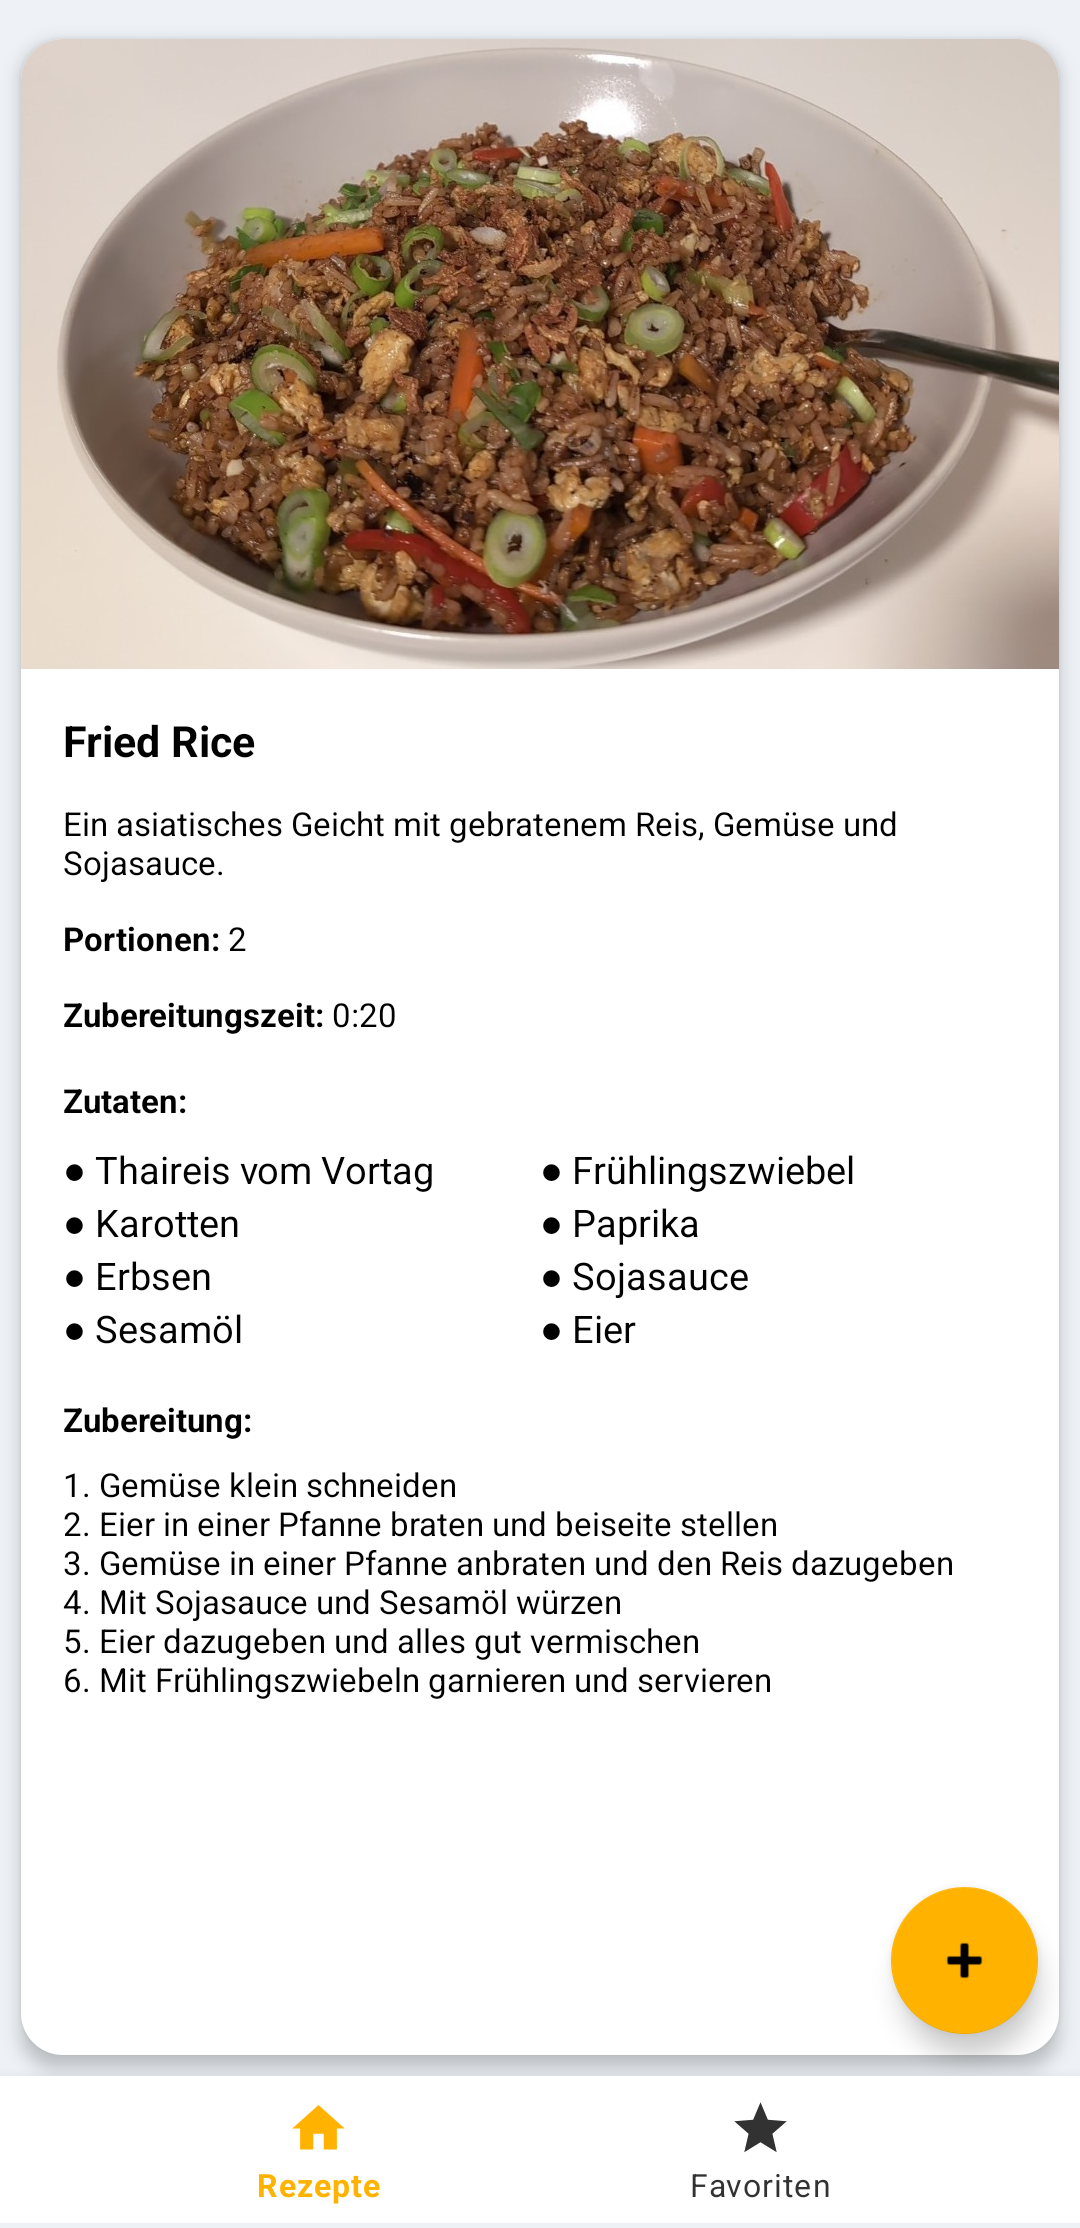 Fried Rice
Ein asiatisches Geicht mit gebratenem Reis, Gemüse und
Sojasauce.
Portionen: 2
Zubereitungszeit: 0:20
Zutaten:
● Thaireis vom Vortag
● Frühlingszwiebel
● Karotten
● Paprika
● Erbsen
● Sojasauce
● Sesamöl
● Eier
Zubereitung:
1. Gemüse klein schneiden
2. Eier in einer Pfanne braten und beiseite stellen
3. Gemüse in einer Pfanne anbraten und den Reis dazugeben
4. Mit Sojasauce und Sesamöl würzen
5. Eier dazugeben und alles gut vermischen
6. Mit Frühlingszwiebeln garnieren und servieren
+
Rezepte
Favoriten